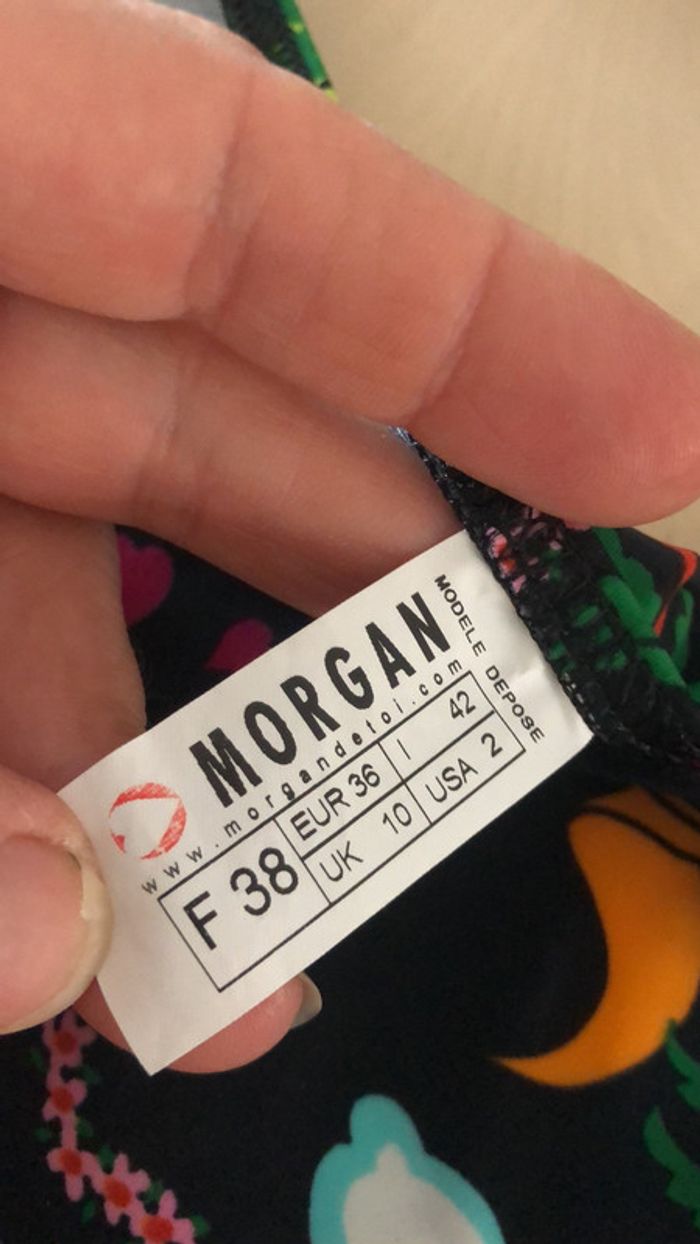 MORGAN
www.morgandetoi.com
MODELE DEPOSE
F 38
EUR 36
I 42
UK 10
USA 2